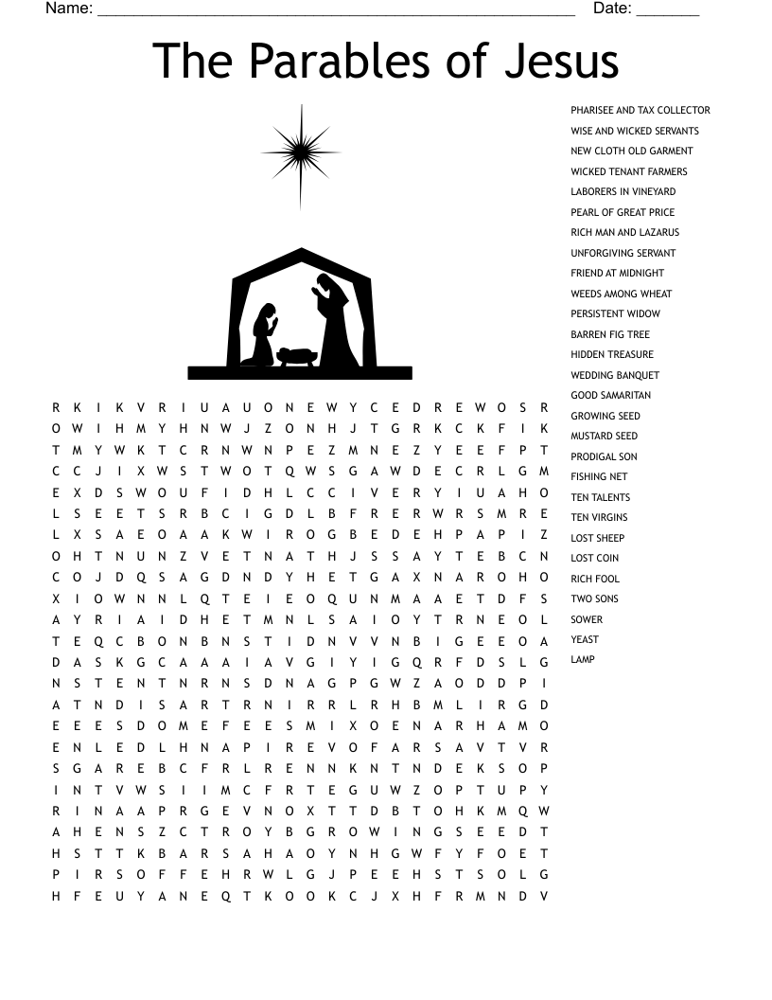 Name: _____________________________________________________ Date: _______
The Parables of Jesus
PHARISEE AND TAX COLLECTOR
WISE AND WICKED SERVANTS
NEW CLOTH OLD GARMENT
WICKED TENANT FARMERS
LABORERS IN VINEYARD
PEARL OF GREAT PRICE
RICH MAN AND LAZARUS
UNFORGIVING SERVANT
FRIEND AT MIDNIGHT
WEEDS AMONG WHEAT
PERSISTENT WIDOW
BARREN FIG TREE
HIDDEN TREASURE
WEDDING BANQUET
GOOD SAMARITAN
GROWING SEED
MUSTARD SEED
PRODIGAL SON
FISHING NET
TEN TALENTS
TEN VIRGINS
LOST SHEEP
LOST COIN
RICH FOOL
TWO SONS
SOWER
YEAST
LAMP
R K I K V R I U A U O N E W Y C E D R E W O S R
O W I H M Y H N W J Z O N H J T G R K C K F I K
T M Y W K T C R N W N P E Z M N E Z Y E E F P T
C C J I X W S T W O T Q W S G A W D E C R L G M
E X D S W O U F I D H L C C I V E R Y I U A H O
L S E E T S R B C I G D L B F R E R W R S M R E
L X S A E O A A K W I R O G B E D E H P A P I Z
O H T N U N Z V E T N A T H J S S A Y T E B C N
C O J D Q S A G D N D Y H E T G A X N A R O H O
X I O W N N L Q T E I E O Q U N M A A E T D F S
A Y R I A I D H E T M N L S A I O Y T R N E O L
T E Q C B O N B N S T I D N V V N B I G E E O A
D A S K G C A A A I A V G I Y I G Q R F D S L G
N S T E N T N R N S D N A G P G W Z A O D D P I
A T N D I S A R T R N I R R L R H B M L I R G D
E E E S D O M E F E E S M I X O E N A R H A M O
E N L E D L H N A P I R E V O F A R S A V T V R
S G A R E B C F R L R E N N K N T N D E K S O P
I N T V W S I I M C F R T E G U W Z O P T U P Y
R I N A A P R G E V N O X T T D B T O H K M Q W
A H E N S Z C T R O Y B G R O W I N G S E E D T
H S T T K B A R S A H A O Y N H G W F Y F O E T
P I R S O F F E H R W L G J P E E H S T S O L G
H F E U Y A N E Q T K O O K C J X H F R M N D V